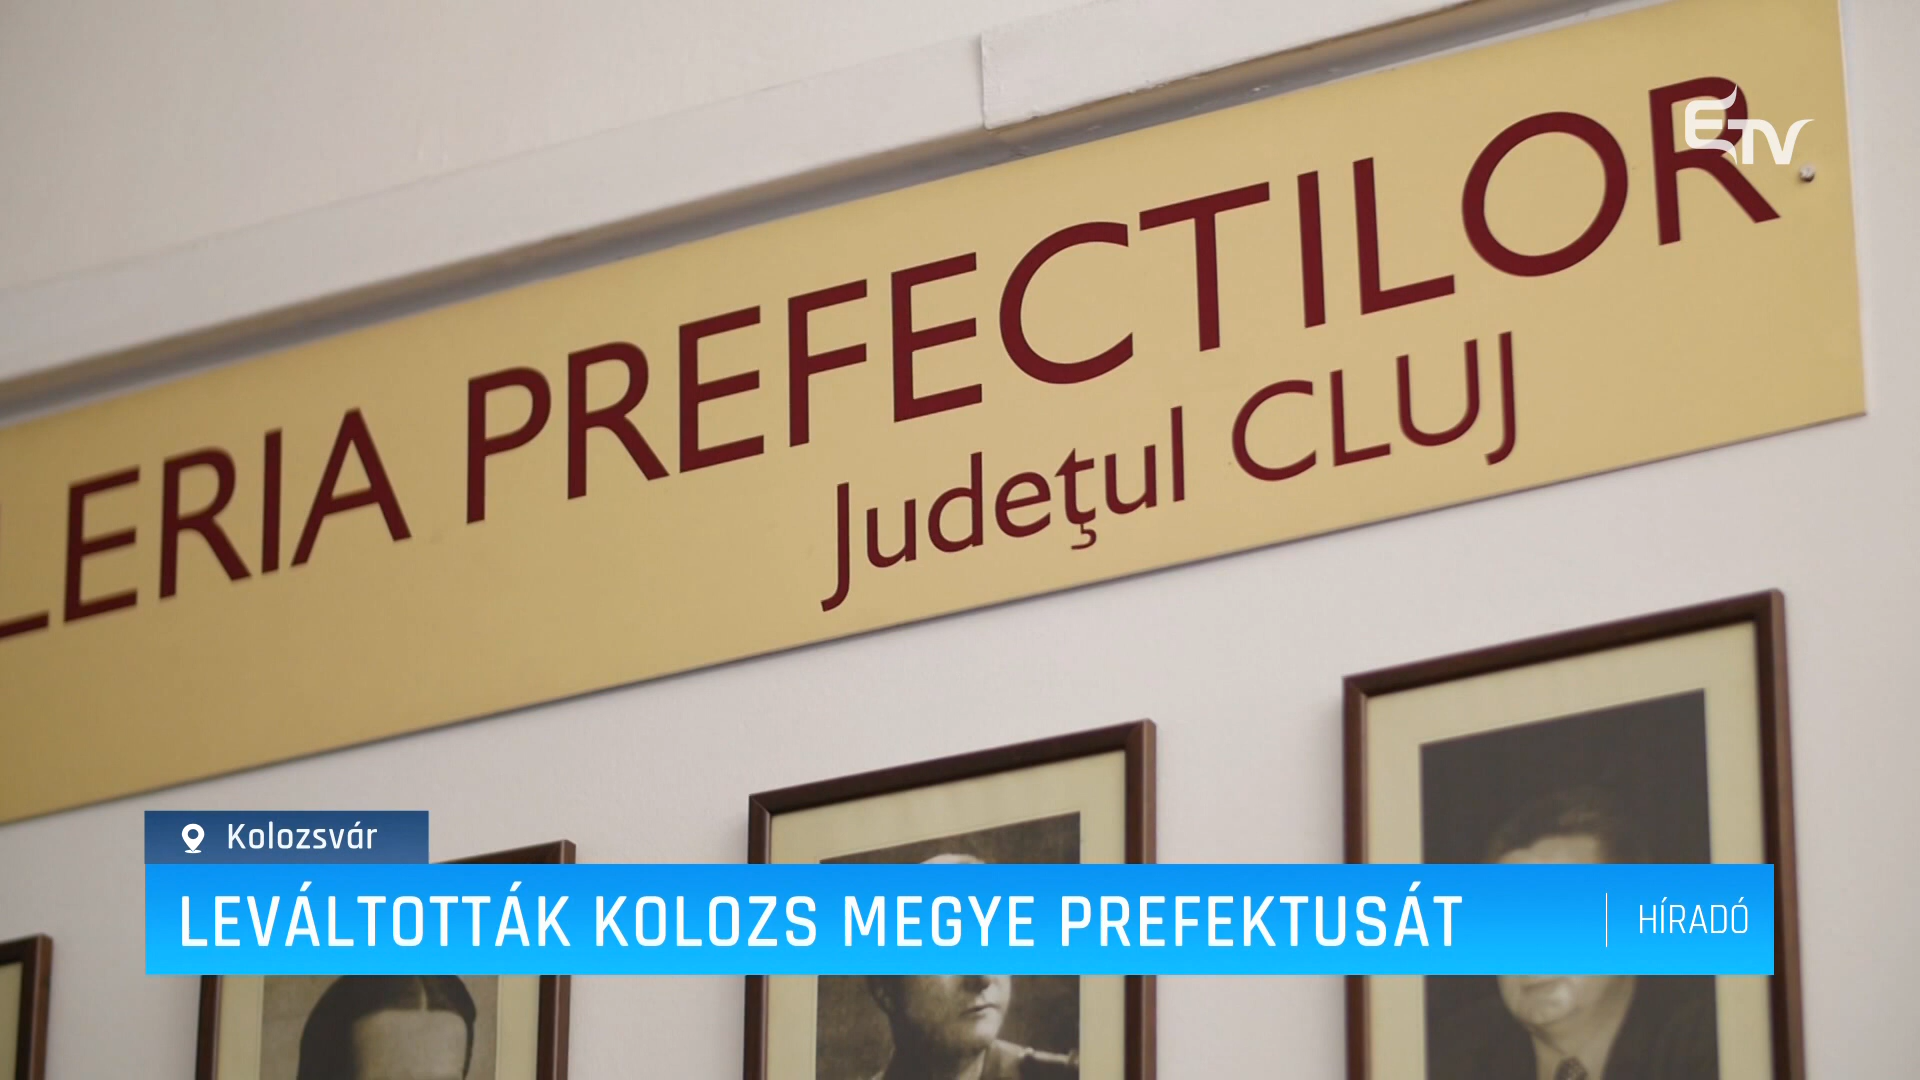 ETV
LERIA PREFECTILOR
Judeţul CLUJ
Kolozsvár
LEVÁLTOTTÁK KOLOZS MEGYE PREFEKTUSÁT
HÍRADÓ